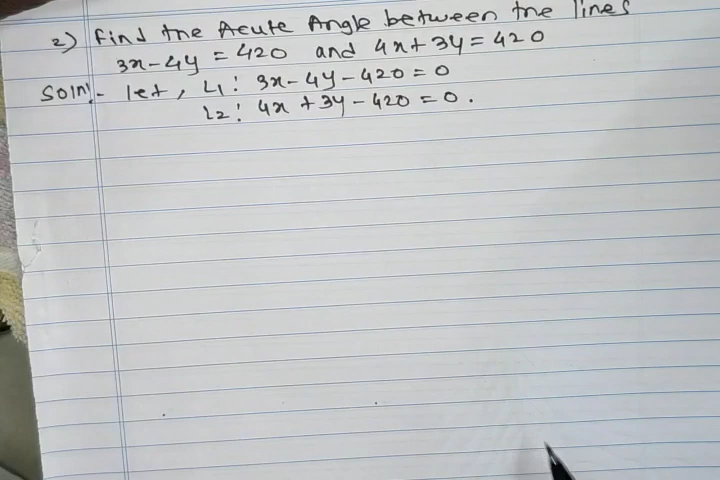 2) Find the Acute Angle between the lines
3x-4y = 420 and 4x+3y=420
Soln:- let, L1: 3x-4y-420=0
L2: 4x+3y-420=0.